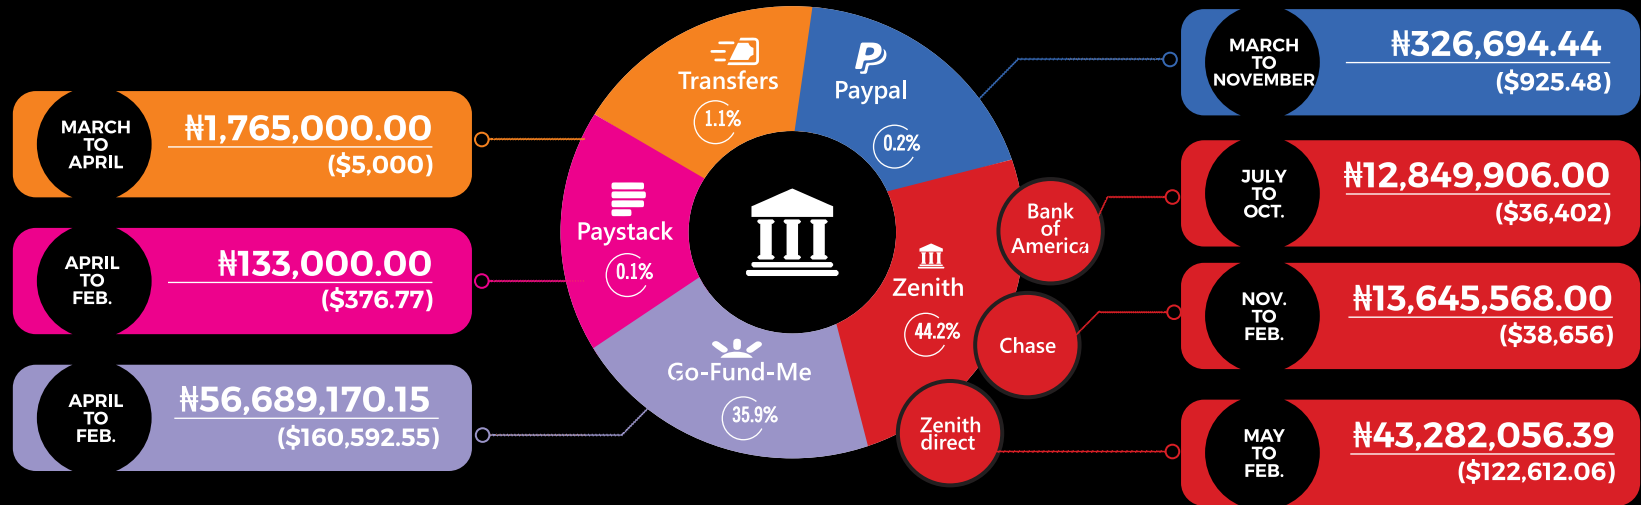 MARCH
TO
APRIL
₦1,765,000.00
($5,000)
APRIL
TO
FEB.
₦133,000.00
($376.77)
APRIL
TO
FEB.
₦56,689,170.15
($160,592.55)
Transfers
1.1%
Paypal
0.2%
Paystack
0.1%
Zenith
44.2%
Go-Fund-Me
35.9%
Bank
of
America
Chase
Zenith
direct
MARCH
TO
NOVEMBER
₦326,694.44
($925.48)
JULY
TO
OCT.
₦12,849,906.00
($36,402)
NOV.
TO
FEB.
₦13,645,568.00
($38,656)
MAY
TO
FEB.
₦43,282,056.39
($122,612.06)